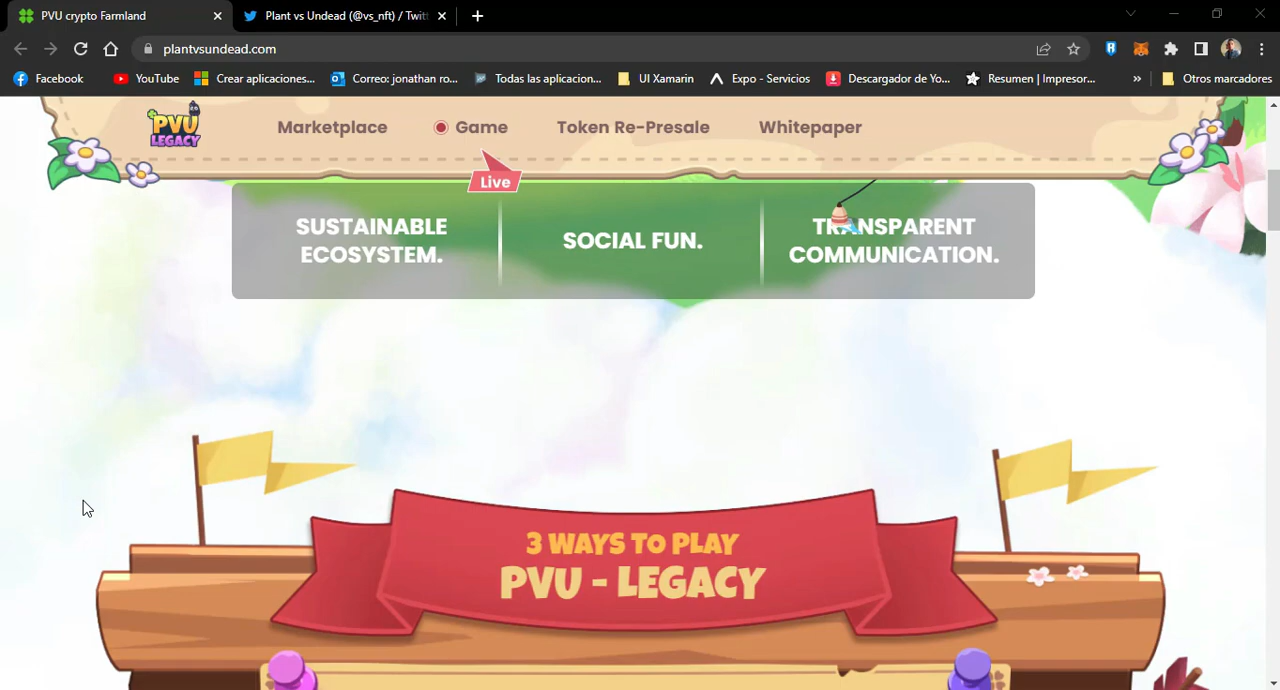 PVU crypto Farmland
Plant vs Undead (@vs_nft) / Twitt
plantvsundead.com
Facebook
YouTube
Crear aplicaciones...
Correo: jonathan ro...
Todas las aplicacion...
UI Xamarin
Expo - Servicios
Descargador de Yo...
Resumen | Impresor...
»
Otros marcadores
PVU
LEGACY
Marketplace
Game
Token Re-Presale
Whitepaper
Live
SUSTAINABLE
ECOSYSTEM.
SOCIAL FUN.
TRANSPARENT
COMMUNICATION.
3 WAYS TO PLAY
PVU - LEGACY